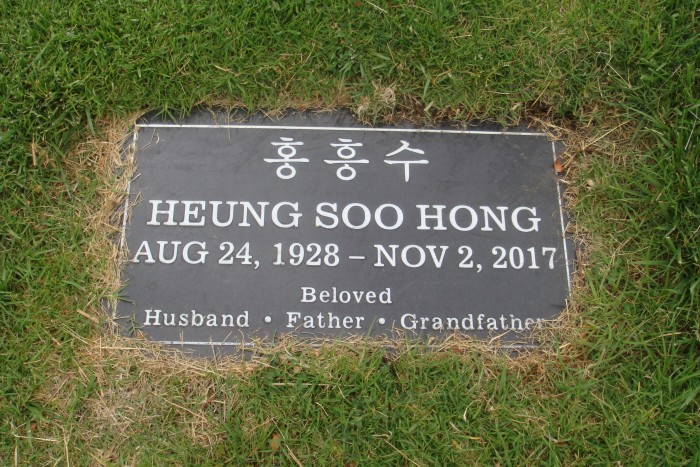 홍흥수
HEUNG SOO HONG
AUG 24, 1928 – NOV 2, 2017
Beloved
Husband • Father • Grandfather